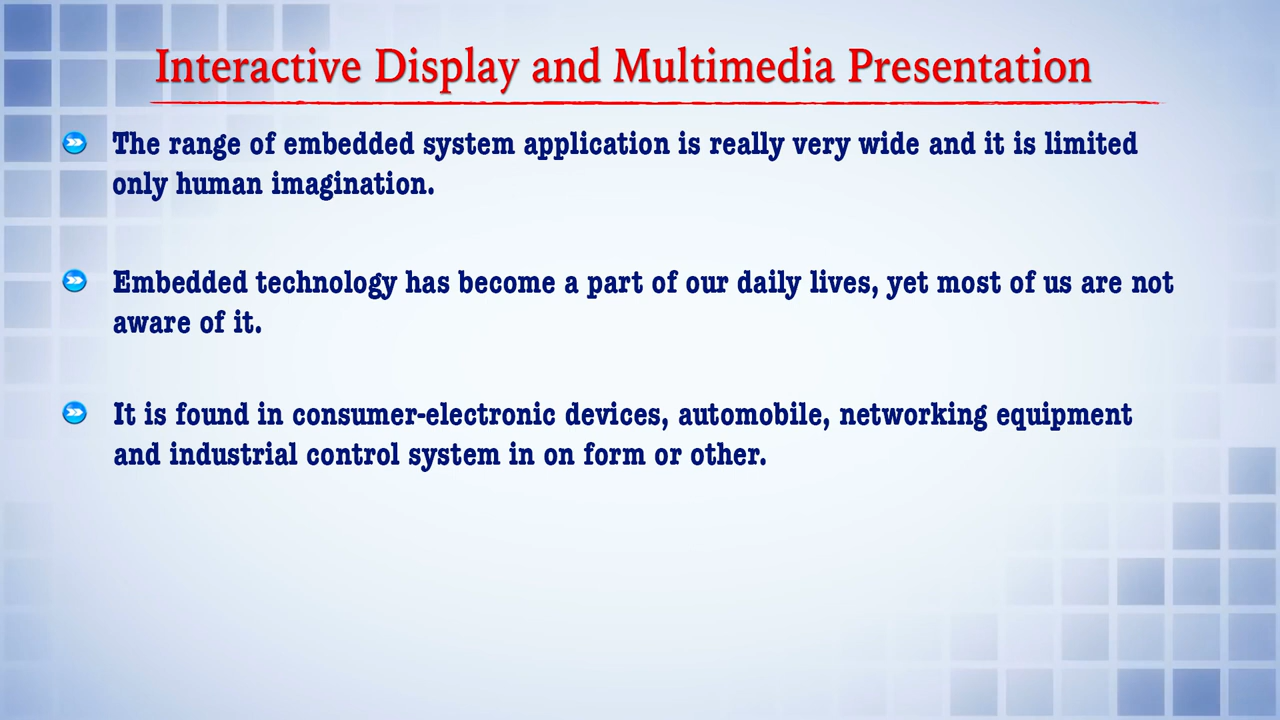 Interactive Display and Multimedia Presentation
The range of embedded system application is really very wide and it is limited
only human imagination.
Embedded technology has become a part of our daily lives, yet most of us are not
aware of it.
It is found in consumer-electronic devices, automobile, networking equipment
and industrial control system in on form or other.